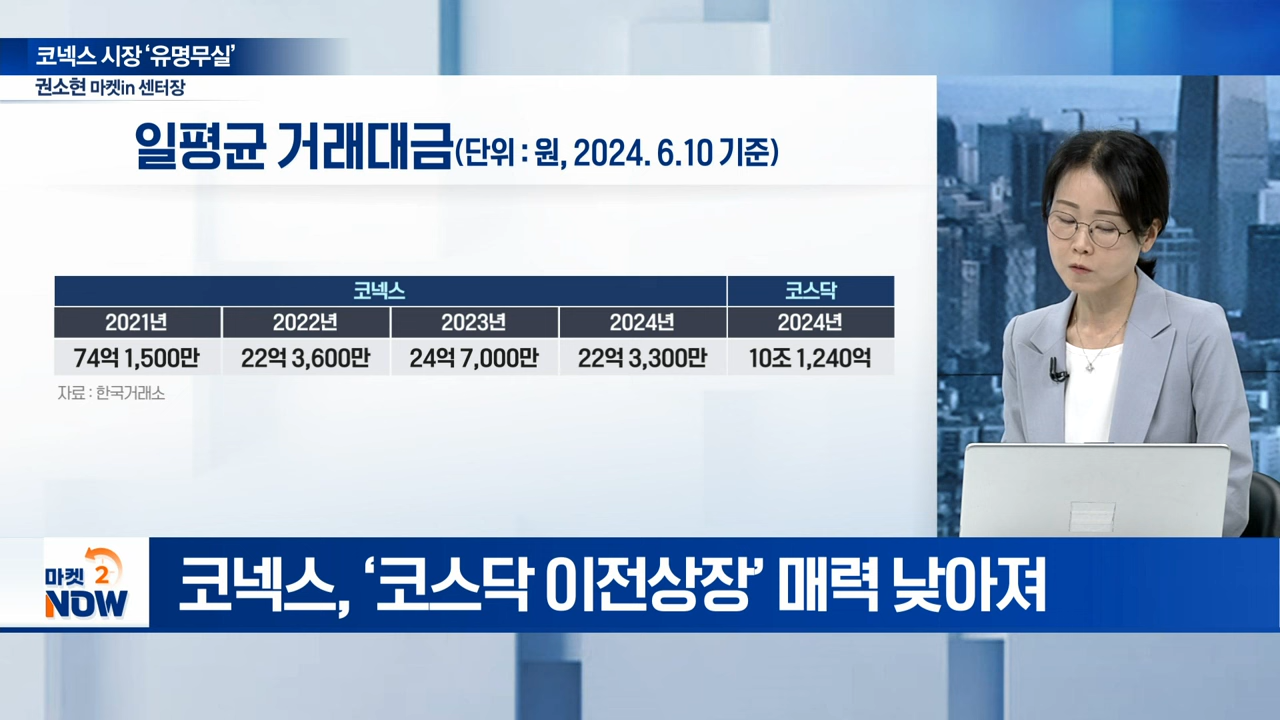 코넥스 시장 ‘유명무실’
권소현 마켓in 센터장
일평균 거래대금(단위 : 원, 2024. 6.10 기준)
코넥스 코스닥
2021년 2022년 2023년 2024년 2024년
74억 1,500만 22억 3,600만 24억 7,000만 22억 3,300만 10조 1,240억
자료 : 한국거래소
마켓 2
NOW
코넥스, ‘코스닥 이전상장’ 매력 낮아져